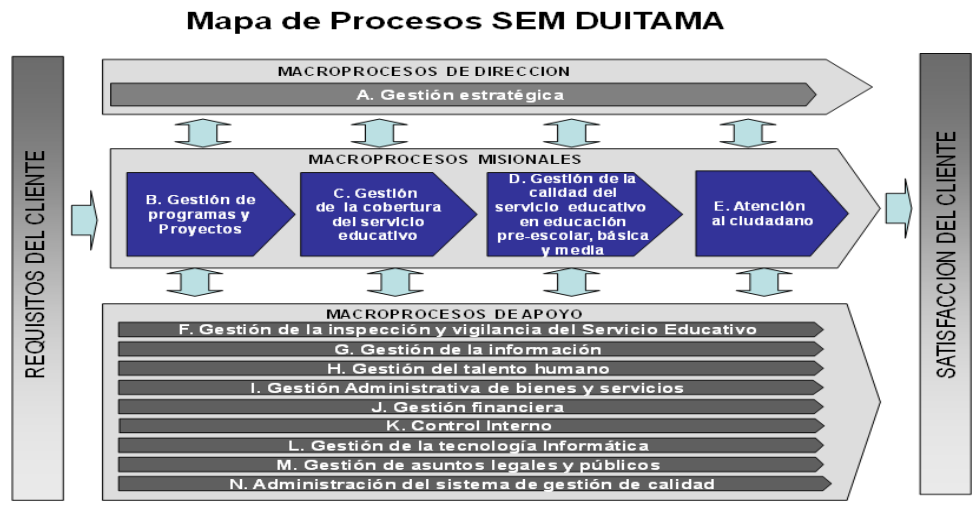 Mapa de Procesos SEM DUITAMA
REQUISITOS DEL CLIENTE
MACROPROCESOS DE DIRECCION
A. Gestión estratégica
MACROPROCESOS MISIONALES
B. Gestión de
programas y
Proyectos
C. Gestión
de la cobertura
del servicio
educativo
D. Gestión de la
calidad del
servicio educativo
en educación
pre-escolar, básica
y media
E. Atención
al ciudadano
MACROPROCESOS DE APOYO
F. Gestión de la inspección y vigilancia del Servicio Educativo
G. Gestión de la información
H. Gestión del talento humano
I. Gestión Administrativa de bienes y servicios
J. Gestión financiera
K. Control Interno
L. Gestión de la tecnología Informática
M. Gestión de asuntos legales y públicos
N. Administración del sistema de gestión de calidad
SATISFACCION DEL CLIENTE